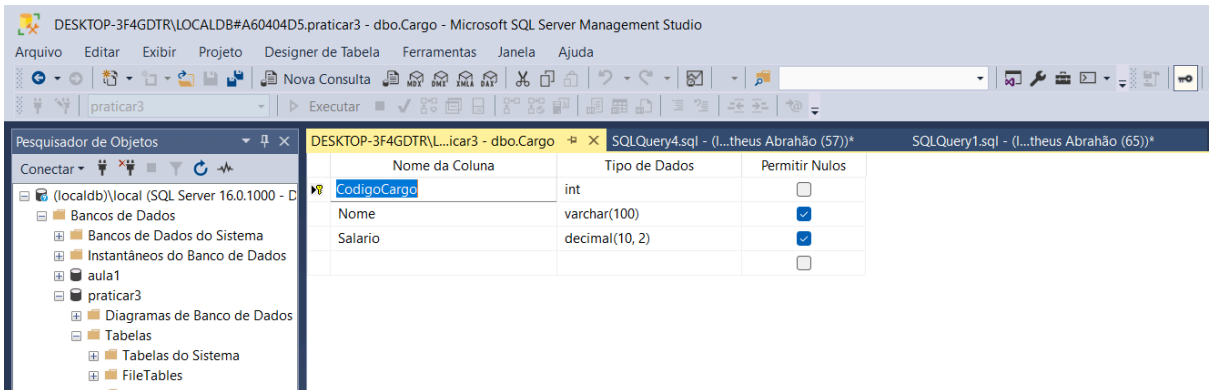 DESKTOP-3F4GDTR\LOCALDB#A60404D5.praticar3 - dbo.Cargo - Microsoft SQL Server Management Studio
Arquivo Editar Exibir Projeto Designer de Tabela Ferramentas Janela Ajuda
Nova Consulta MDX DMX XMLA DAX
praticar3 Executar
Pesquisador de Objetos DESKTOP-3F4GDTR\L...icar3 - dbo.Cargo SQLQuery4.sql - (l...theus Abrahão (57))* SQLQuery1.sql - (l...theus Abrahão (65))*
Conectar Nome da Coluna Tipo de Dados Permitir Nulos
(localdb)\local (SQL Server 16.0.1000 - D CodigoCargo int
Bancos de Dados Nome varchar(100)
Bancos de Dados do Sistema Salario decimal(10, 2)
Instantâneos do Banco de Dados
aula1
praticar3
Diagramas de Banco de Dados
Tabelas
Tabelas do Sistema
FileTables